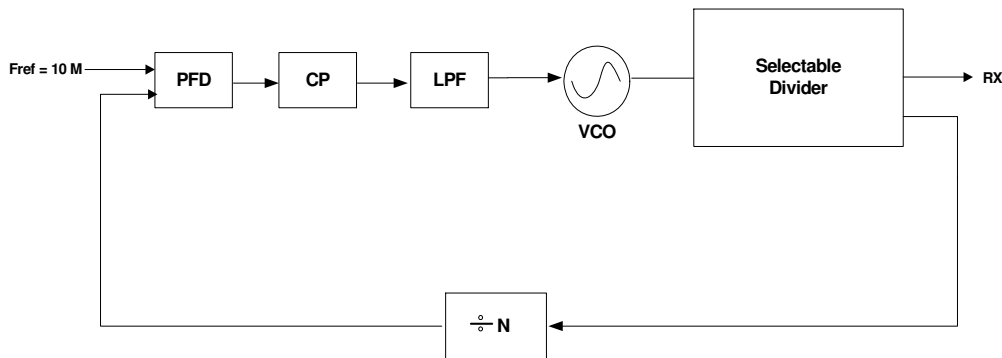 Fref = 10 M
PFD
CP
LPF
VCO
Selectable
Divider
RX
÷ N